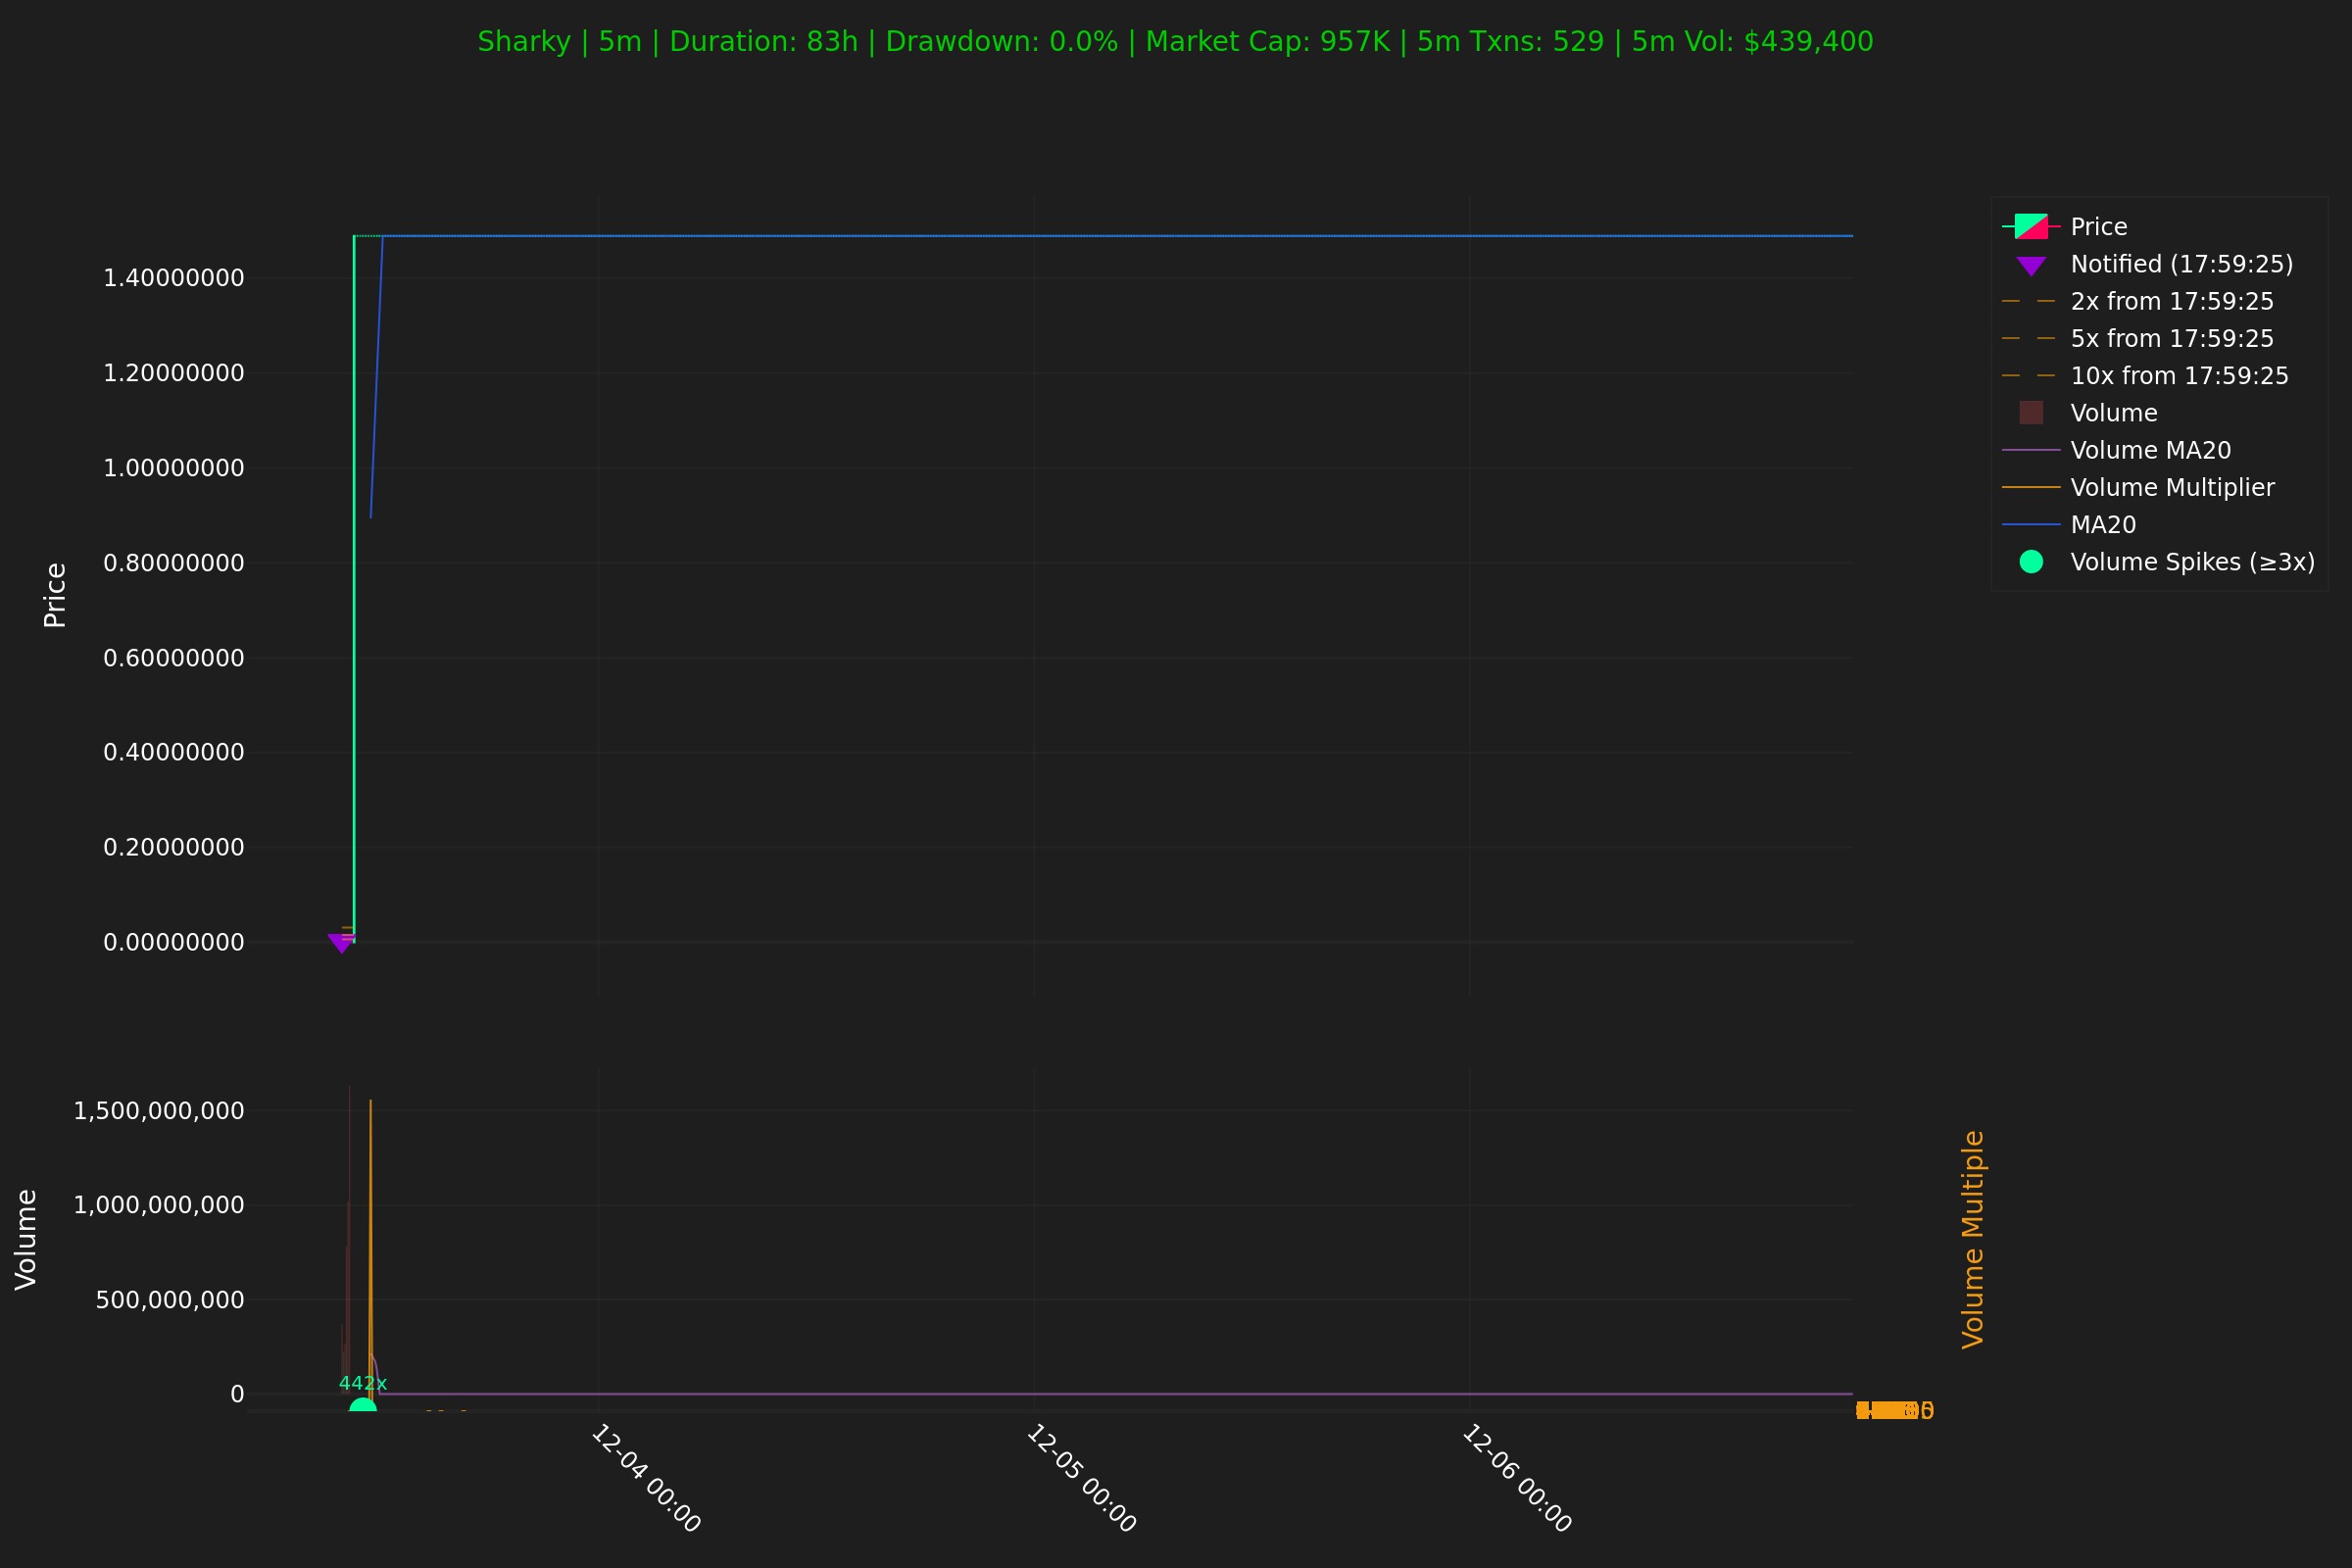 Sharky | 5m | Duration: 83h | Drawdown: 0.0% | Market Cap: 957K | 5m Txns: 529 | 5m Vol: $439,400
Price
1.40000000
1.20000000
1.00000000
0.80000000
0.60000000
0.40000000
0.20000000
0.00000000
Price
Notified (17:59:25)
2x from 17:59:25
5x from 17:59:25
10x from 17:59:25
Volume
Volume MA20
Volume Multiplier
MA20
Volume Spikes (≥3x)
Volume
1,500,000,000
1,000,000,000
500,000,000
0
442x
Volume Multiple
12-04 00:00
12-05 00:00
12-06 00:00